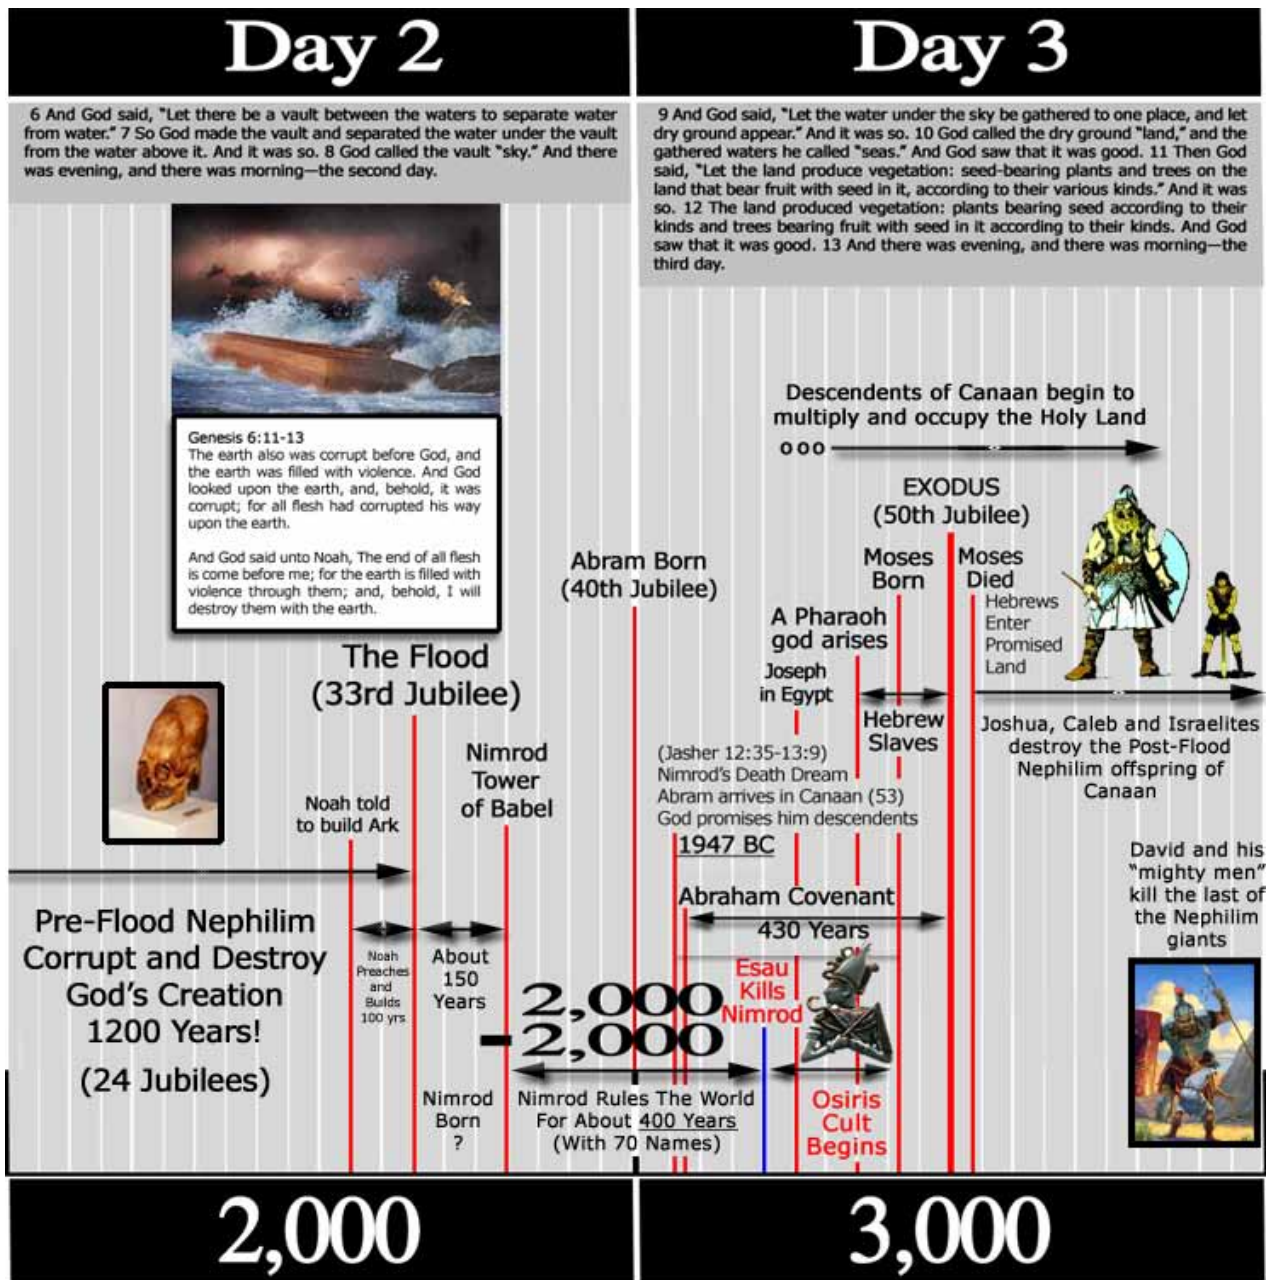 Day 2
6 And God said, “Let there be a vault between the waters to separate water
from water.” 7 So God made the vault and separated the water under the vault
from the water above it. And it was so. 8 God called the vault “sky.” And there
was evening, and there was morning—the second day.
Genesis 6:11-13
The earth also was corrupt before God, and
the earth was filled with violence. And God
looked upon the earth, and, behold, it was
corrupt; for all flesh had corrupted his way
upon the earth.
And God said unto Noah, The end of all flesh
is come before me; for the earth is filled with
violence through them; and, behold, I will
destroy them with the earth.
The Flood
(33rd Jubilee)
Nimrod
Tower
of Babel
Noah told
to build Ark
Pre-Flood Nephilim
Corrupt and Destroy
God’s Creation
1200 Years!
(24 Jubilees)
Noah
Preaches
and
Builds
100 yrs
About
150
Years
Nimrod
Born
?
Abram Born
(40th Jubilee)
2,000
-2,000
Nimrod Rules The World
For About 400 Years
(With 70 Names)
2,000
Day 3
9 And God said, “Let the water under the sky be gathered to one place, and let
dry ground appear.” And it was so. 10 God called the dry ground “land,” and the
gathered waters he called “seas.” And God saw that it was good. 11 Then God
said, “Let the land produce vegetation: seed-bearing plants and trees on the
land that bear fruit with seed in it, according to their various kinds.” And it was
so. 12 The land produced vegetation: plants bearing seed according to their
kinds and trees bearing fruit with seed in it according to their kinds. And God
saw that it was good. 13 And there was evening, and there was morning—the
third day.
Descendents of Canaan begin to
multiply and occupy the Holy Land
o o o
EXODUS
(50th Jubilee)
Moses
Born
Moses
Died
Hebrews
Enter
Promised
Land
A Pharaoh
god arises
Joseph
in Egypt
Hebrew
Slaves
(Jasher 12:35-13:9)
Nimrod’s Death Dream
Abram arrives in Canaan (53)
God promises him descendents
1947 BC
Abraham Covenant
430 Years
Esau
Kills
Nimrod
Osiris
Cult
Begins
Joshua, Caleb and Israelites
destroy the Post-Flood
Nephilim offspring of
Canaan
David and his
“mighty men”
kill the last of
the Nephilim
giants
3,000